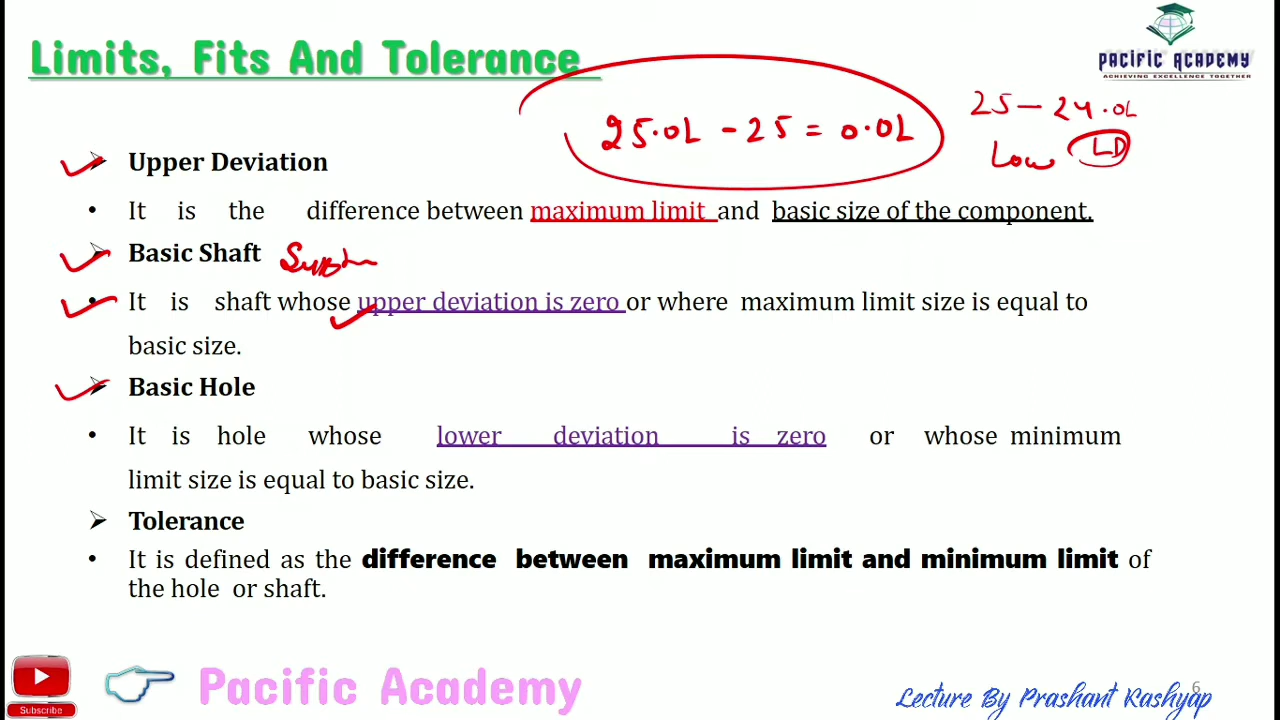 Limits, Fits And Tolerance
PACIFIC ACADEMY
ACHIEVING EXCELLENCE TOGETHER
25.02 - 25 = 0.02
25 - 24.02
Low LD
➢ Upper Deviation
• It is the difference between maximum limit and basic size of the component.
➢ Basic Shaft
• It is shaft whose upper deviation is zero or where maximum limit size is equal to
basic size.
➢ Basic Hole
• It is hole whose lower deviation is zero or whose minimum
limit size is equal to basic size.
➢ Tolerance
• It is defined as the difference between maximum limit and minimum limit of
the hole or shaft.
Subscribe
Pacific Academy
6
Lecture By Prashant Kashyap